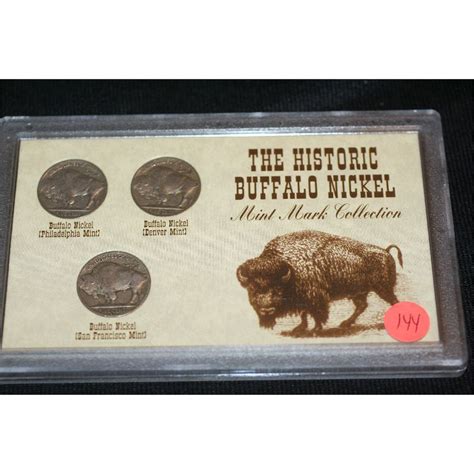 THE HISTORIC
BUFFALO NICKEL
Mint Mark Collection
Buffalo Nickel
(Philadelphia Mint)
Buffalo Nickel
(Denver Mint)
Buffalo Nickel
(San Francisco Mint)
144